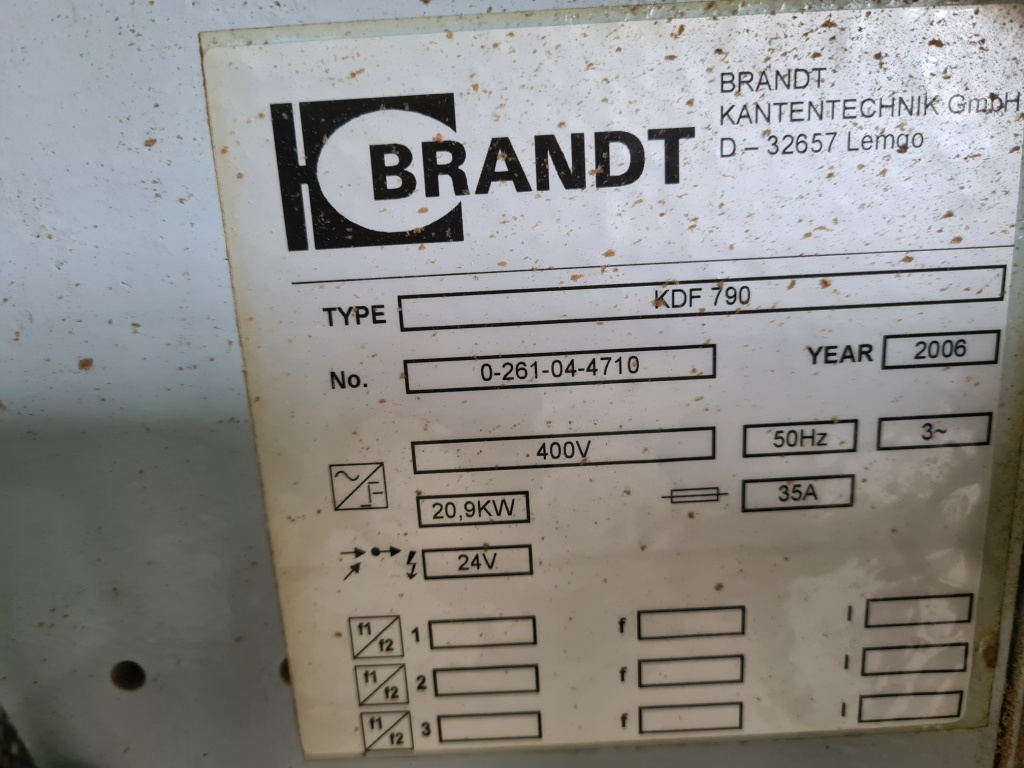 BRANDT
BRANDT
KANTENTECHNIK GmbH
D – 32657 Lemgo
TYPE KDF 790
No. 0-261-04-4710 YEAR 2006
400V 50Hz 3~
20,9KW 35A
24V
f1 f2 1 f I
f1 f2 2 f I
f1 f2 3 f I